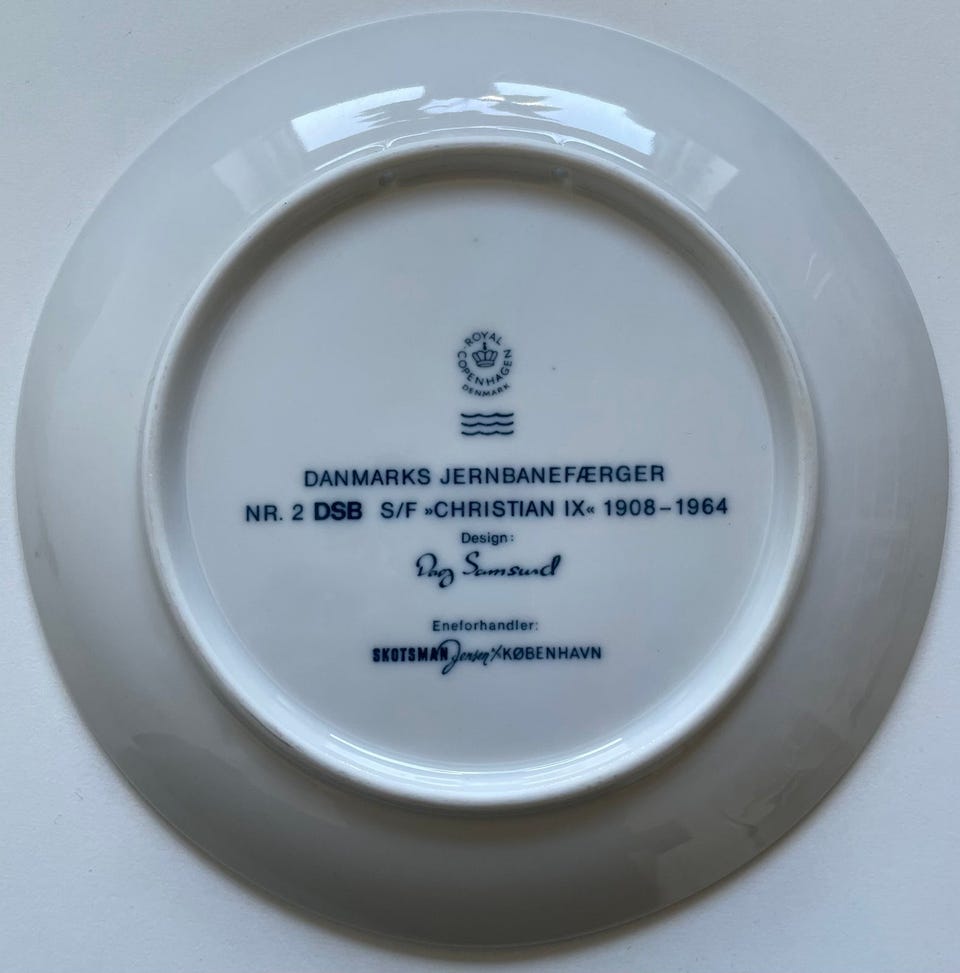 ROYAL
COPENHAGEN
DENMARK
DANMARKS JERNBANEFÆRGER
NR. 2 DSB S/F »CHRISTIAN IX« 1908–1964
Design:
Dag Samsund
Eneforhandler:
SKOTSMAN Jensen KØBENHAVN